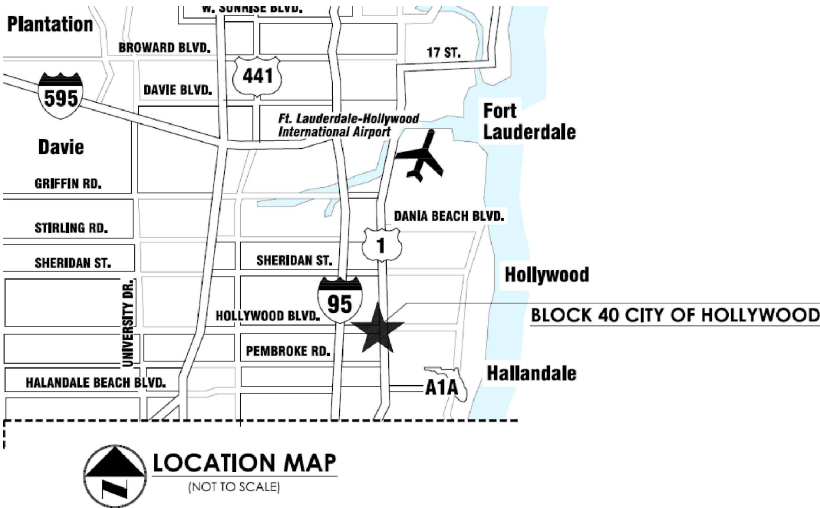 W. SUNRISE BLVD.
Plantation
BROWARD BLVD.
17 ST.
441
595
DAVIE BLVD.
Ft. Lauderdale-Hollywood
International Airport
Fort
Lauderdale
Davie
GRIFFIN RD.
DANIA BEACH BLVD.
STIRLING RD.
1
SHERIDAN ST.
SHERIDAN ST.
Hollywood
UNIVERSITY DR.
95
HOLLYWOOD BLVD.
BLOCK 40 CITY OF HOLLYWOOD
PEMBROKE RD.
Hallandale
HALANDALE BEACH BLVD.
A1A
LOCATION MAP
(NOT TO SCALE)